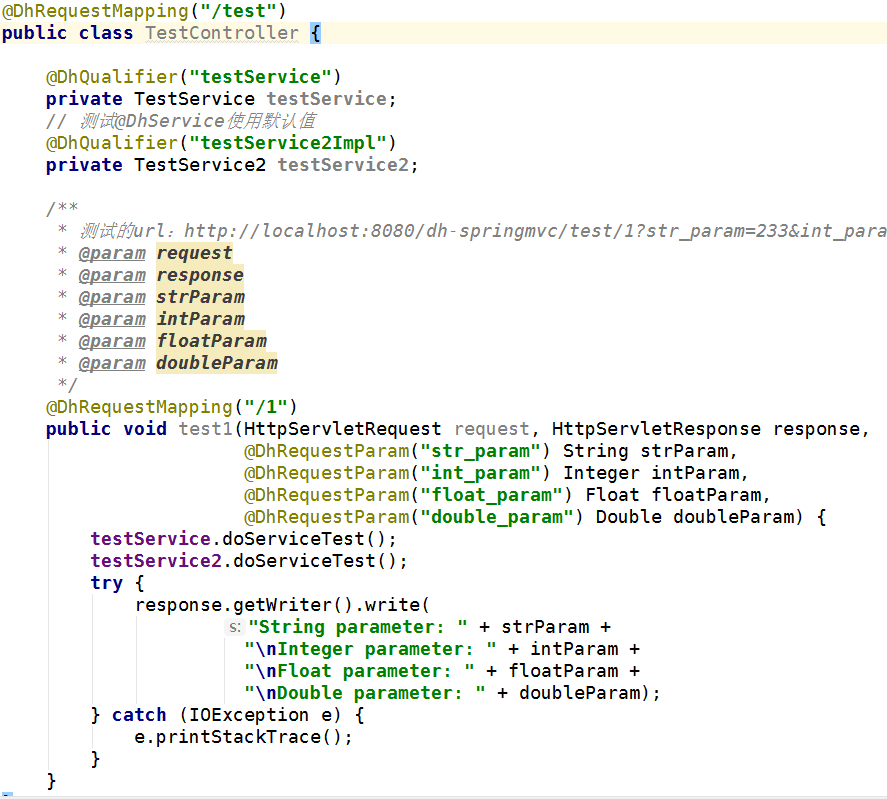 @DhRequestMapping("/test")
public class TestController {
@DhQualifier("testService")
private TestService testService;
// 测试@DhService使用默认值
@DhQualifier("testService2Impl")
private TestService2 testService2;
/**
* 测试的url：http://localhost:8080/dh-springmvc/test/1?str_param=233&int_para
* @param request
* @param response
* @param strParam
* @param intParam
* @param floatParam
* @param doubleParam
*/
@DhRequestMapping("/1")
public void test1(HttpServletRequest request, HttpServletResponse response,
@DhRequestParam("str_param") String strParam,
@DhRequestParam("int_param") Integer intParam,
@DhRequestParam("float_param") Float floatParam,
@DhRequestParam("double_param") Double doubleParam) {
testService.doServiceTest();
testService2.doServiceTest();
try {
response.getWriter().write(
s: "String parameter: " + strParam +
"\nInteger parameter: " + intParam +
"\nFloat parameter: " + floatParam +
"\nDouble parameter: " + doubleParam);
} catch (IOException e) {
e.printStackTrace();
}
}